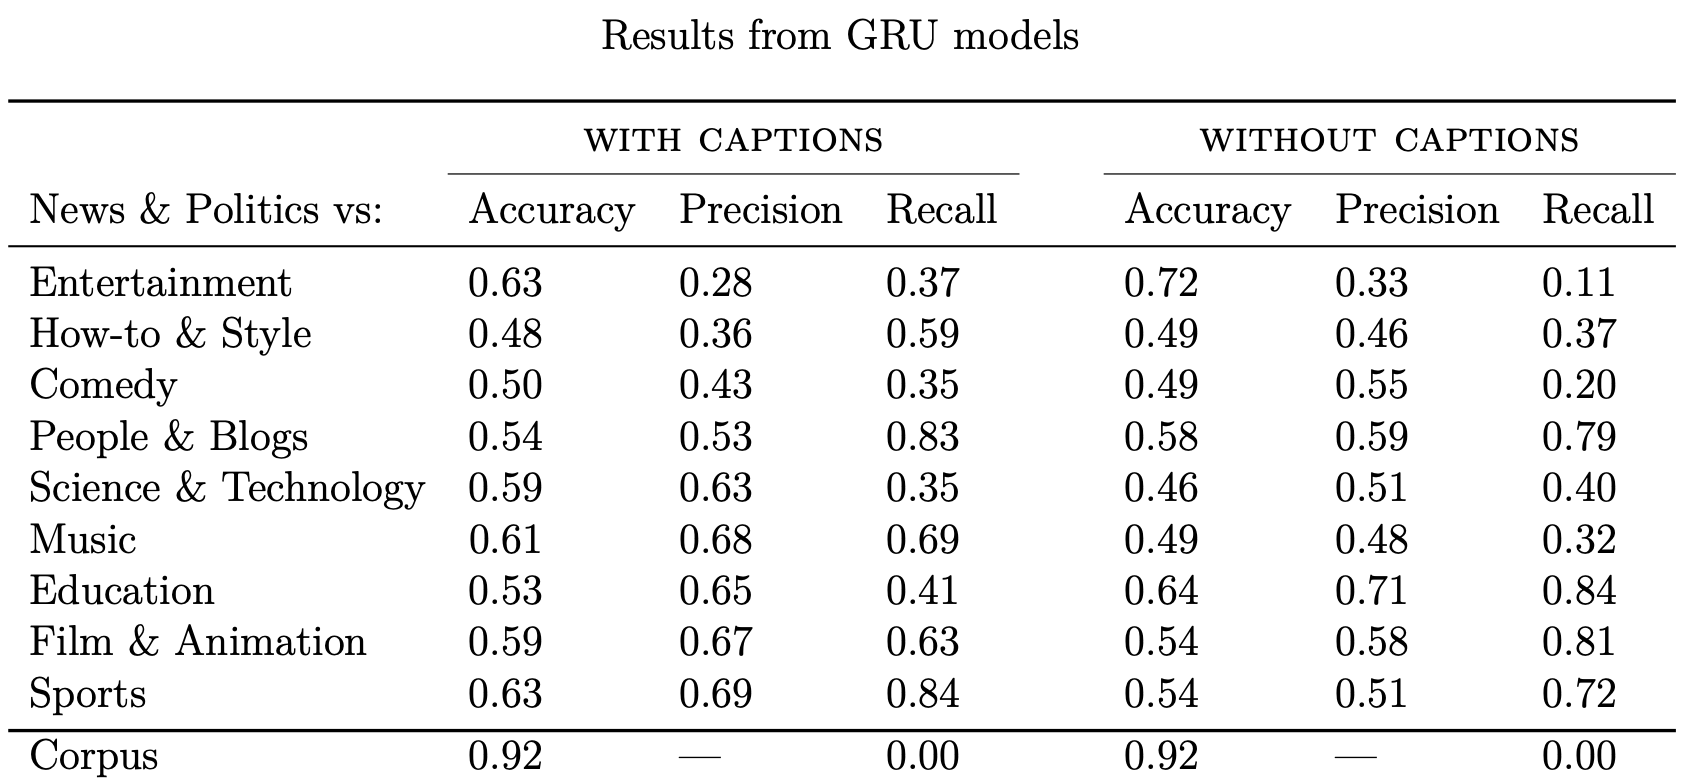 Results from GRU models
WITH CAPTIONS WITHOUT CAPTIONS
News & Politics vs: Accuracy Precision Recall Accuracy Precision Recall
Entertainment 0.63 0.28 0.37 0.72 0.33 0.11
How-to & Style 0.48 0.36 0.59 0.49 0.46 0.37
Comedy 0.50 0.43 0.35 0.49 0.55 0.20
People & Blogs 0.54 0.53 0.83 0.58 0.59 0.79
Science & Technology 0.59 0.63 0.35 0.46 0.51 0.40
Music 0.61 0.68 0.69 0.49 0.48 0.32
Education 0.53 0.65 0.41 0.64 0.71 0.84
Film & Animation 0.59 0.67 0.63 0.54 0.58 0.81
Sports 0.63 0.69 0.84 0.54 0.51 0.72
Corpus 0.92 — 0.00 0.92 — 0.00